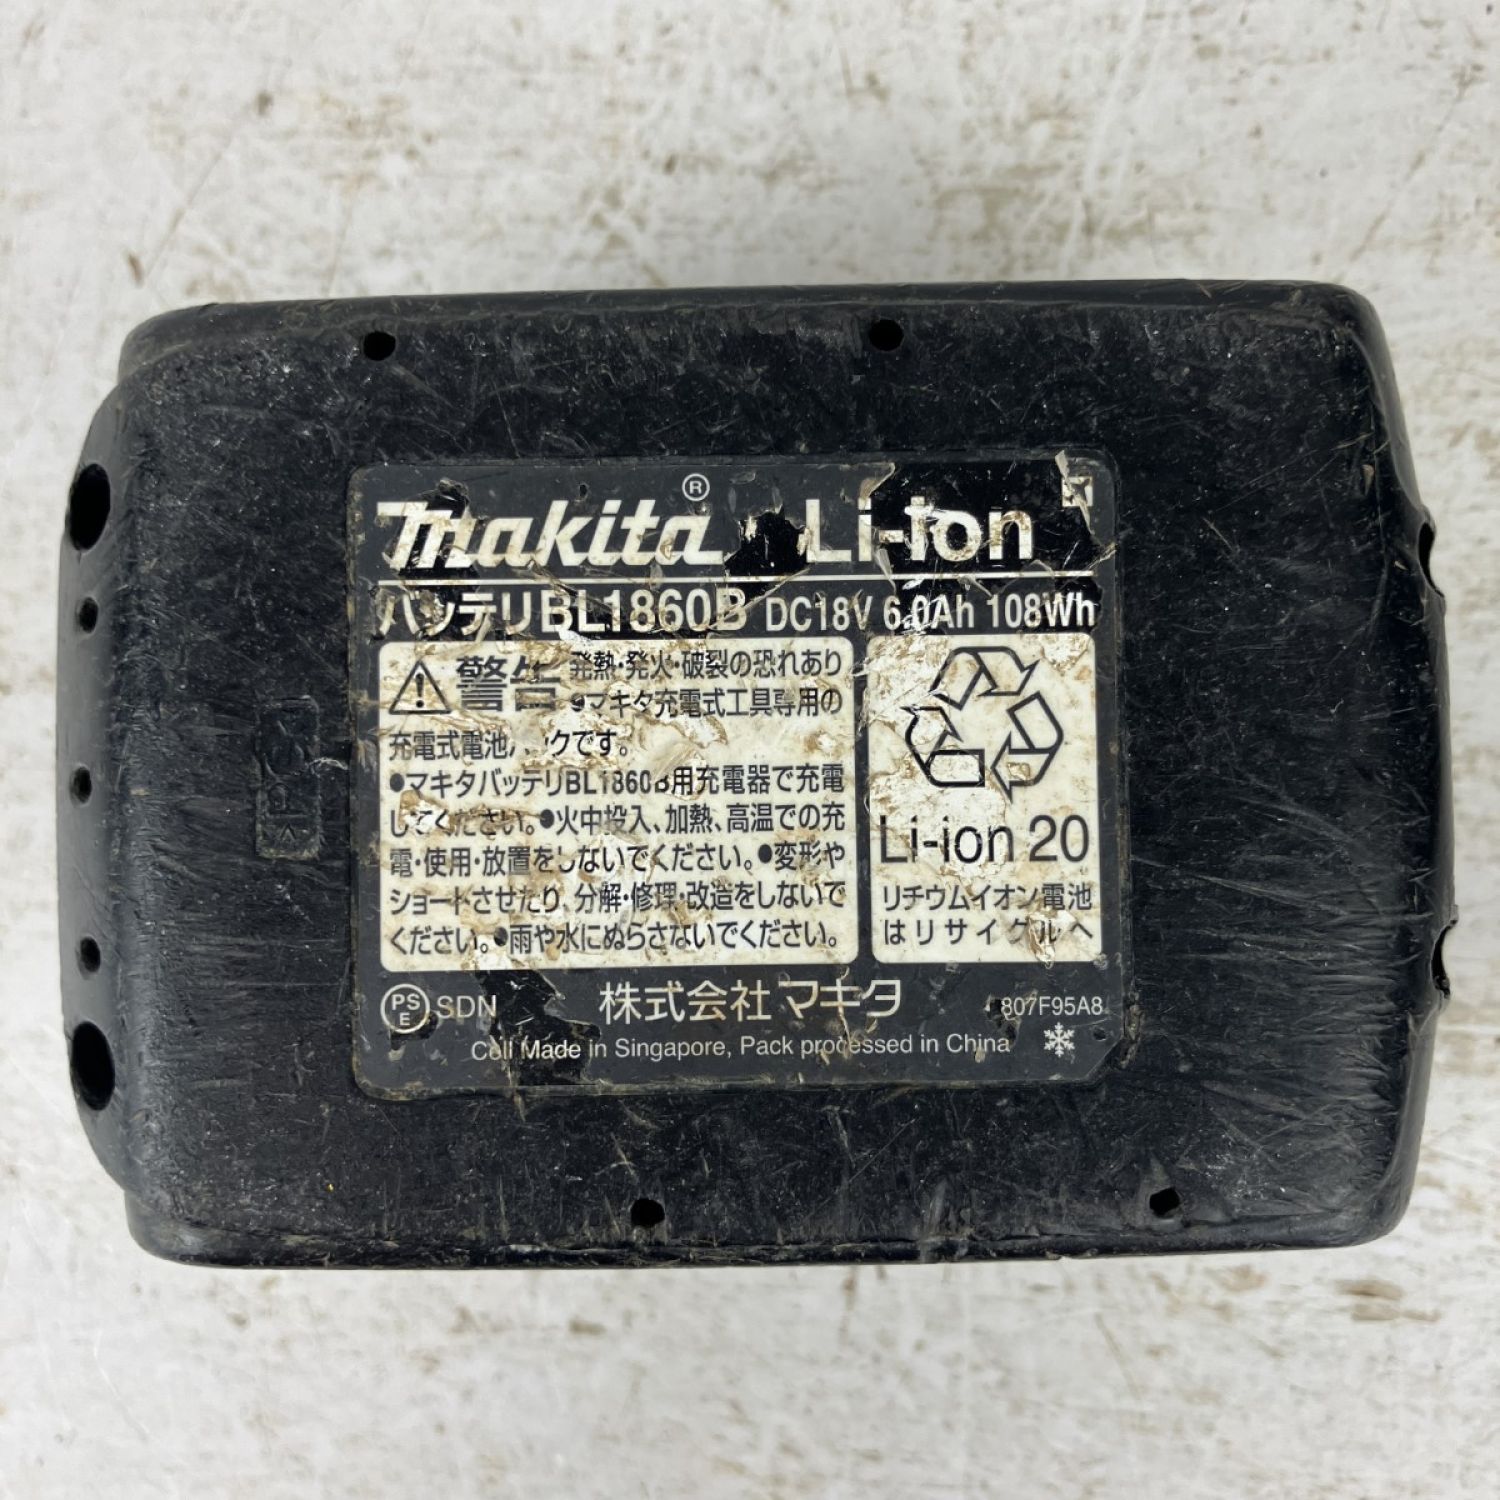 makita® Li-ion
バッテリBL1860B DC18V 6.0Ah 108Wh
警告 発熱・発火・破裂の恐れあり
●マキタ充電式工具専用の
充電式電池 クです。
●マキタバッテリBL1860B用充電器で充電
してください。●火中投入、加熱、高温での充
電・使用・放置をしないでください。●変形や
ショートさせたり、分解・修理・改造をしないで
ください。●雨や水にぬらさないでください。
Li-ion 20
リチウムイオン電池
はリサイクルへ
PS
E
SDN
株式会社マキタ
807F95A8
Cell Made in Singapore, Pack processed in China